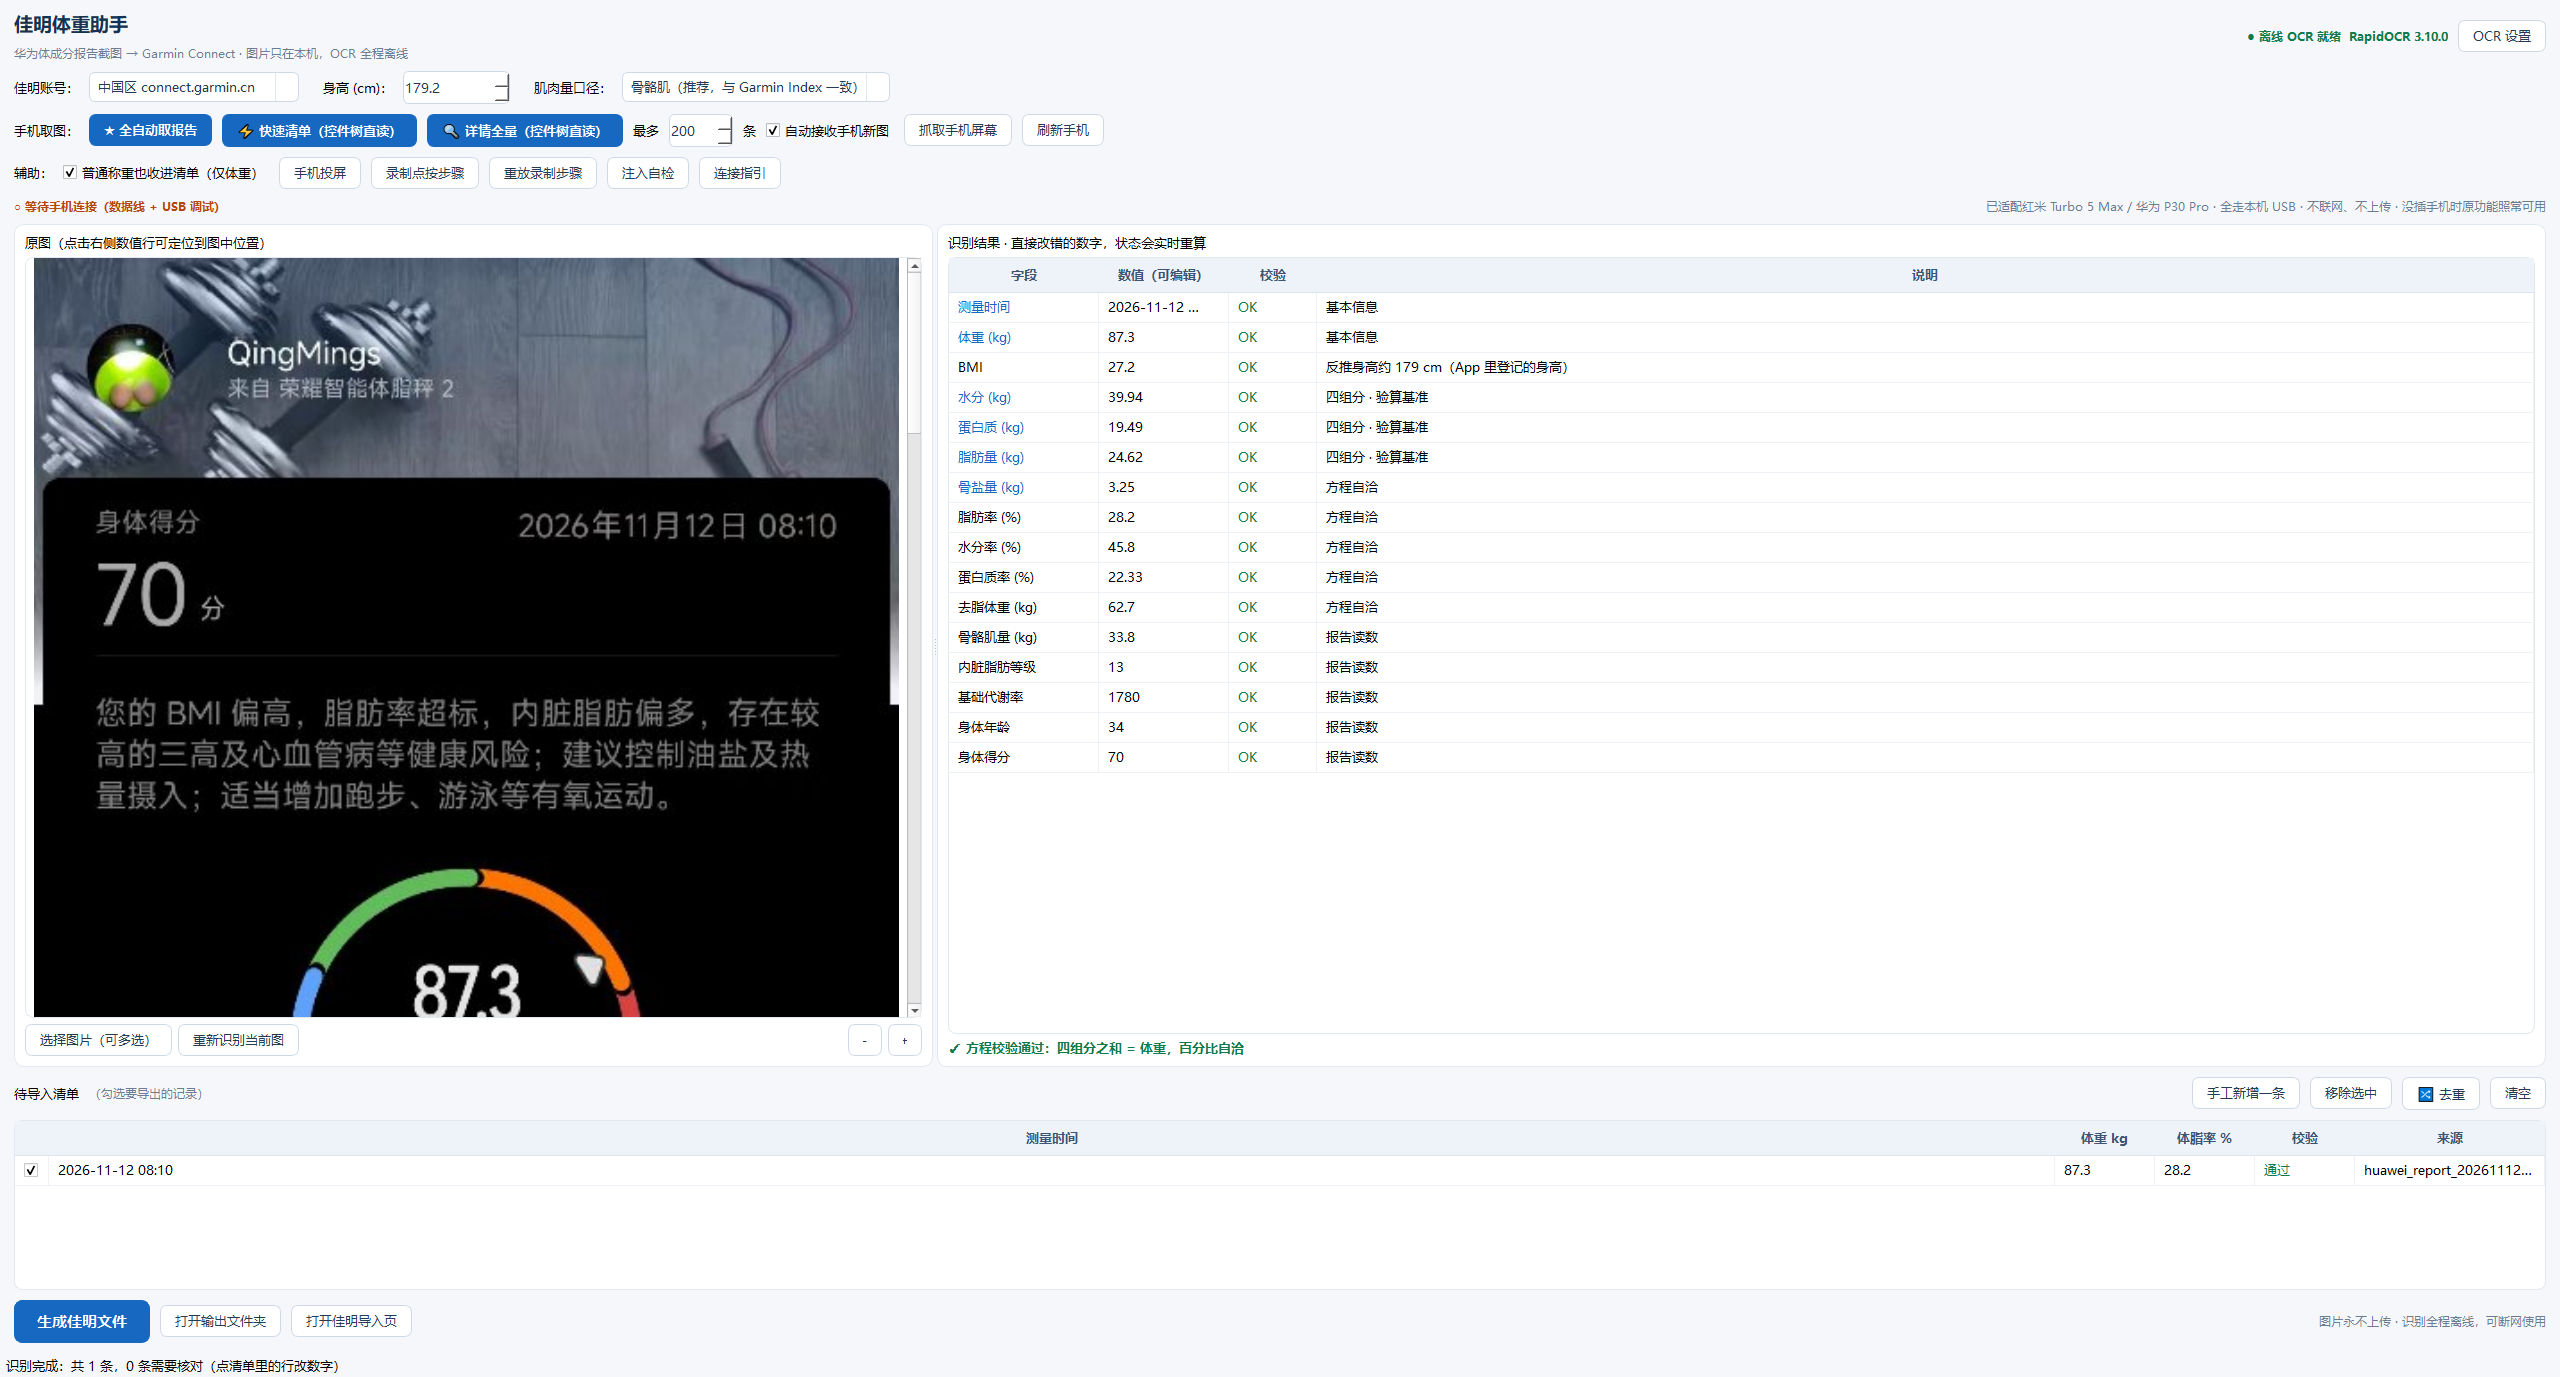 佳明体重助手
华为体成分报告截图 → Garmin Connect · 图片只在本机，OCR 全程离线
● 离线 OCR 就绪 RapidOCR 3.10.0
OCR 设置
佳明账号： 中国区 connect.garmin.cn 身高 (cm)： 179.2 肌肉量口径： 骨骼肌（推荐，与 Garmin Index 一致）
手机取图： ★ 全自动取报告 ⚡ 快速清单（控件树直读） 🔍 详情全量（控件树直读） 最多 200 条 自动接收手机新图 抓取手机屏幕 刷新手机
辅助： 普通称重也收进清单（仅体重） 手机投屏 录制点按步骤 重放录制步骤 注入自检 连接指引
○ 等待手机连接（数据线 + USB 调试）
已适配红米 Turbo 5 Max / 华为 P30 Pro · 全走本机 USB · 不联网、不上传 · 没插手机时原功能照常可用
原图（点击右侧数值行可定位到图中位置）
QingMings
来自 荣耀智能体脂秤 2
身体得分
2026年11月12日 08:10
70 分
您的 BMI 偏高，脂肪率超标，内脏脂肪偏多，存在较
高的三高及心血管病等健康风险；建议控制油盐及热
量摄入；适当增加跑步、游泳等有氧运动。
87.3
选择图片（可多选） 重新识别当前图 - +
识别结果 · 直接改错的数字，状态会实时重算
字段 数值（可编辑） 校验 说明
测量时间 2026-11-12 ... OK 基本信息
体重 (kg) 87.3 OK 基本信息
BMI 27.2 OK 反推身高约 179 cm（App 里登记的身高）
水分 (kg) 39.94 OK 四组分 · 验算基准
蛋白质 (kg) 19.49 OK 四组分 · 验算基准
脂肪量 (kg) 24.62 OK 四组分 · 验算基准
骨盐量 (kg) 3.25 OK 方程自洽
脂肪率 (%) 28.2 OK 方程自洽
水分率 (%) 45.8 OK 方程自洽
蛋白质率 (%) 22.33 OK 方程自洽
去脂体重 (kg) 62.7 OK 方程自洽
骨骼肌量 (kg) 33.8 OK 报告读数
内脏脂肪等级 13 OK 报告读数
基础代谢率 1780 OK 报告读数
身体年龄 34 OK 报告读数
身体得分 70 OK 报告读数
✓ 方程校验通过：四组分之和 = 体重，百分比自洽
待导入清单 （勾选要导出的记录）
手工新增一条 移除选中 🔀 去重 清空
测量时间 体重 kg 体脂率 % 校验 来源
2026-11-12 08:10 87.3 28.2 通过 huawei_report_20261112...
生成佳明文件 打开输出文件夹 打开佳明导入页
图片永不上传 · 识别全程离线，可断网使用
识别完成：共 1 条，0 条需要核对（点清单里的行改数字）